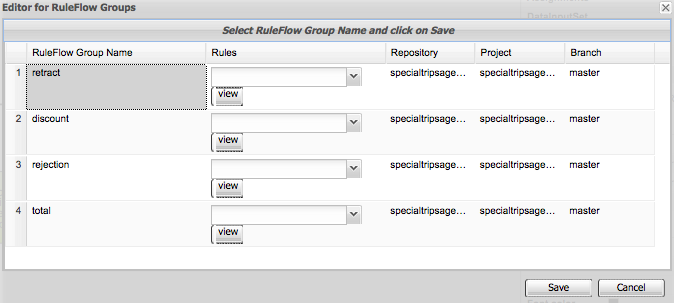 Editor for RuleFlow Groups
Select RuleFlow Group Name and click on Save
RuleFlow Group Name Rules Repository Project Branch
1 retract specialtripsage... specialtripsage... master
view
2 discount specialtripsage... specialtripsage... master
view
3 rejection specialtripsage... specialtripsage... master
view
4 total specialtripsage... specialtripsage... master
view
Save Cancel